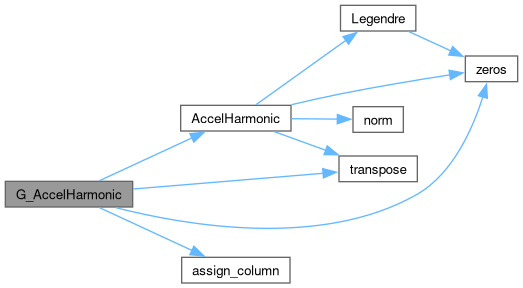 Legendre
zeros
AccelHarmonic
norm
transpose
G_AccelHarmonic
assign_column